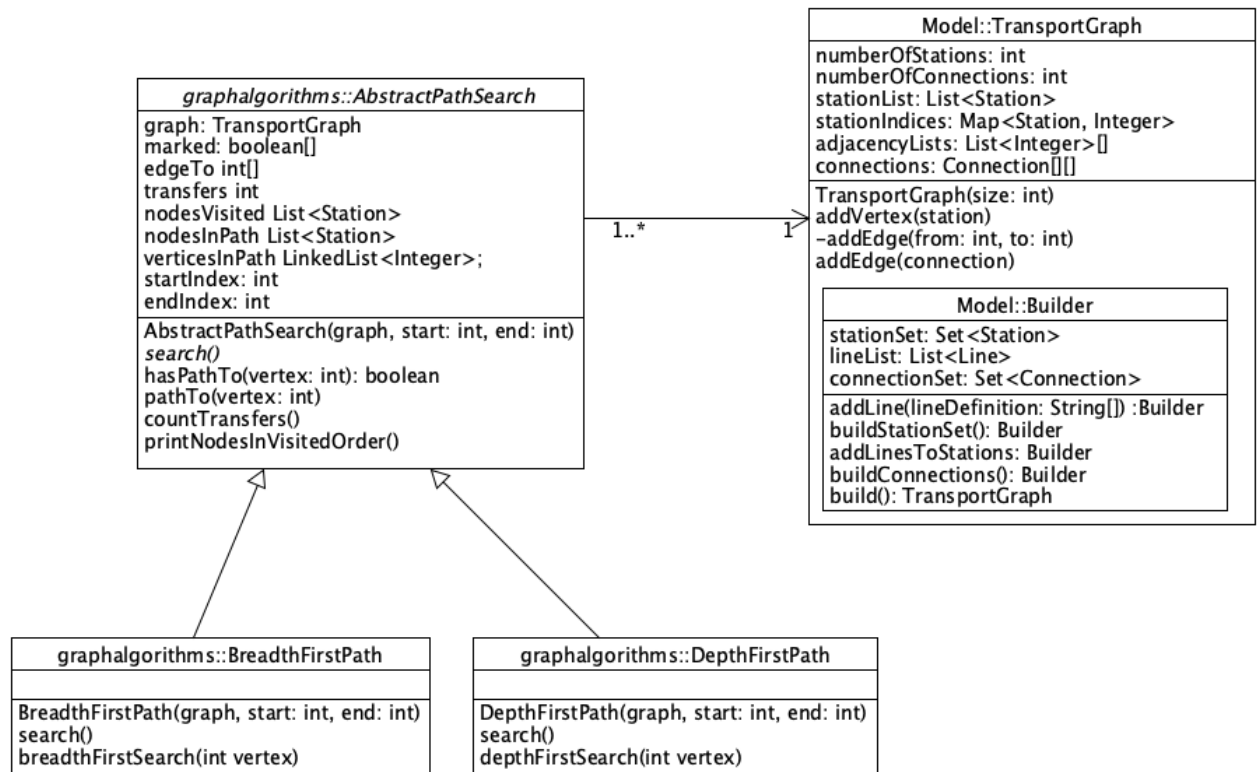 graphalgorithms::AbstractPathSearch
graph: TransportGraph
marked: boolean[]
edgeTo int[]
transfers int
nodesVisited List<Station>
nodesInPath List<Station>
verticesInPath LinkedList<Integer>;
startIndex: int
endIndex: int
AbstractPathSearch(graph, start: int, end: int)
search()
hasPathTo(vertex: int): boolean
pathTo(vertex: int)
countTransfers()
printNodesInVisitedOrder()
1..*
1
Model::TransportGraph
numberOfStations: int
numberOfConnections: int
stationList: List<Station>
stationIndices: Map<Station, Integer>
adjacencyLists: List<Integer>[]
connections: Connection[][]
TransportGraph(size: int)
addVertex(station)
-addEdge(from: int, to: int)
addEdge(connection)
Model::Builder
stationSet: Set<Station>
lineList: List<Line>
connectionSet: Set<Connection>
addLine(lineDefinition: String[]) :Builder
buildStationSet(): Builder
addLinesToStations: Builder
buildConnections(): Builder
build(): TransportGraph
graphalgorithms::BreadthFirstPath
BreadthFirstPath(graph, start: int, end: int)
search()
breadthFirstSearch(int vertex)
graphalgorithms::DepthFirstPath
DepthFirstPath(graph, start: int, end: int)
search()
depthFirstSearch(int vertex)